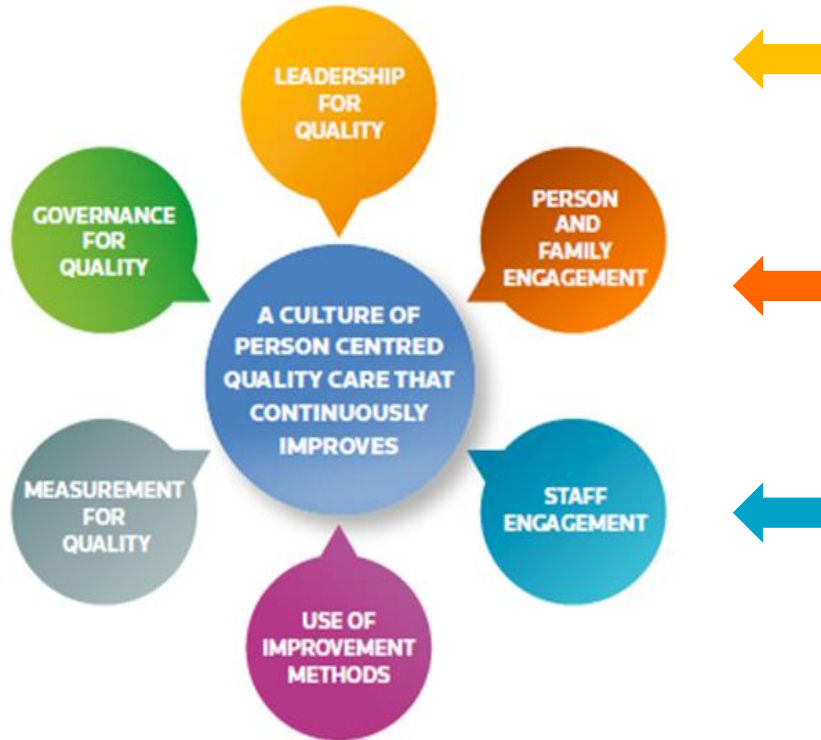 LEADERSHIP
FOR
QUALITY
PERSON
AND
FAMILY
ENGAGEMENT
GOVERNANCE
FOR
QUALITY
A CULTURE OF
PERSON CENTRED
QUALITY CARE THAT
CONTINUOUSLY
IMPROVES
MEASUREMENT
FOR
QUALITY
STAFF
ENGAGEMENT
USE OF
IMPROVEMENT
METHODS